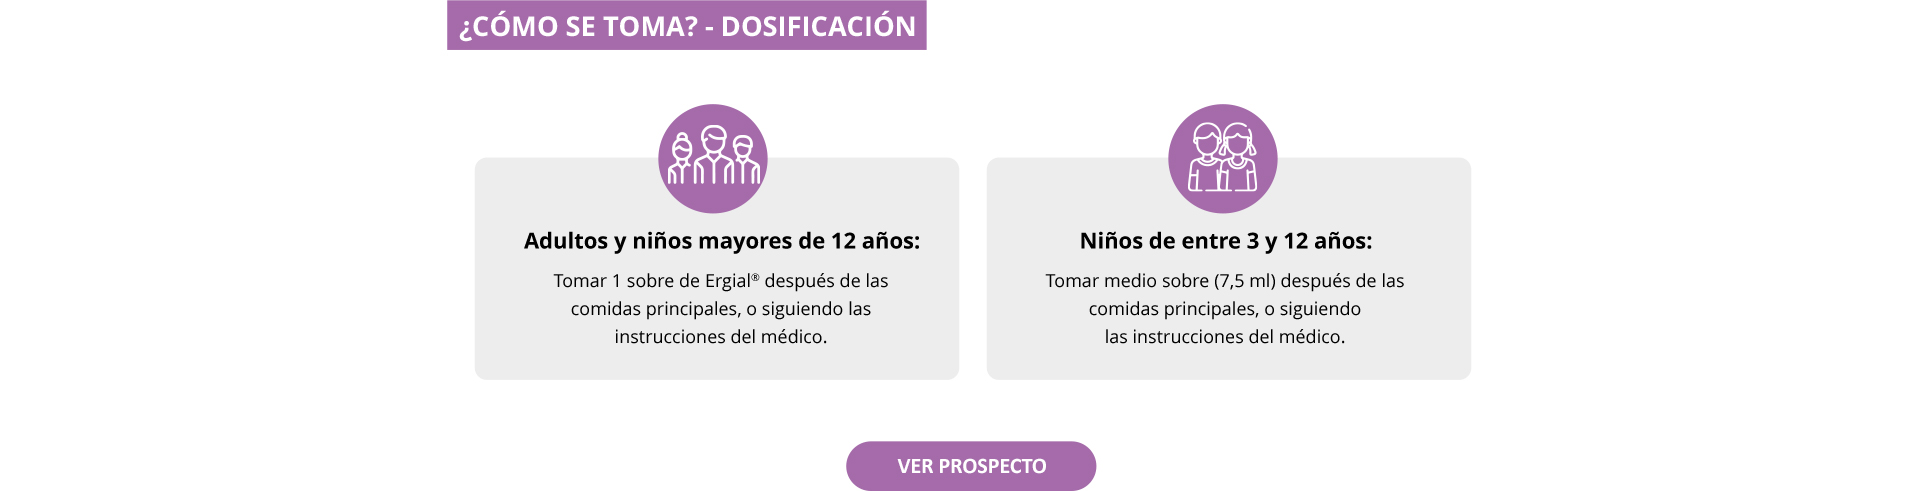 ¿CÓMO SE TOMA? - DOSIFICACIÓN
Adultos y niños mayores de 12 años:
Tomar 1 sobre de Ergial® después de las
comidas principales, o siguiendo las
instrucciones del médico.
Niños de entre 3 y 12 años:
Tomar medio sobre (7,5 ml) después de las
comidas principales, o siguiendo
las instrucciones del médico.
VER PROSPECTO